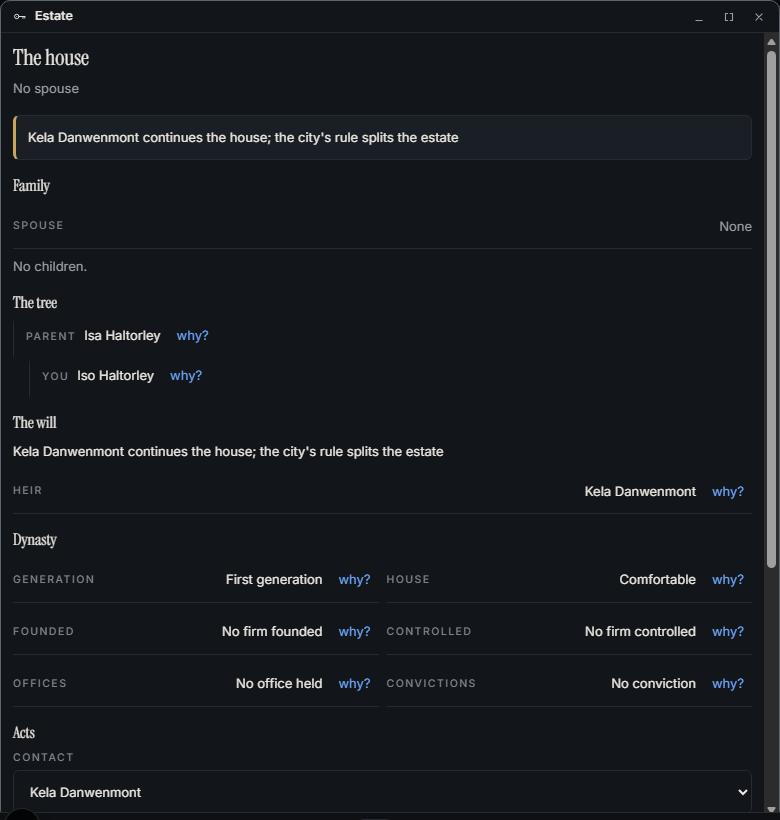 Estate
The house
No spouse
Kela Danwenmont continues the house; the city's rule splits the estate
Family
SPOUSE None
No children.
The tree
PARENT Isa Haltorley why?
YOU Iso Haltorley why?
The will
Kela Danwenmont continues the house; the city's rule splits the estate
HEIR Kela Danwenmont why?
Dynasty
GENERATION First generation why? HOUSE Comfortable why?
FOUNDED No firm founded why? CONTROLLED No firm controlled why?
OFFICES No office held why? CONVICTIONS No conviction why?
Acts
CONTACT
Kela Danwenmont